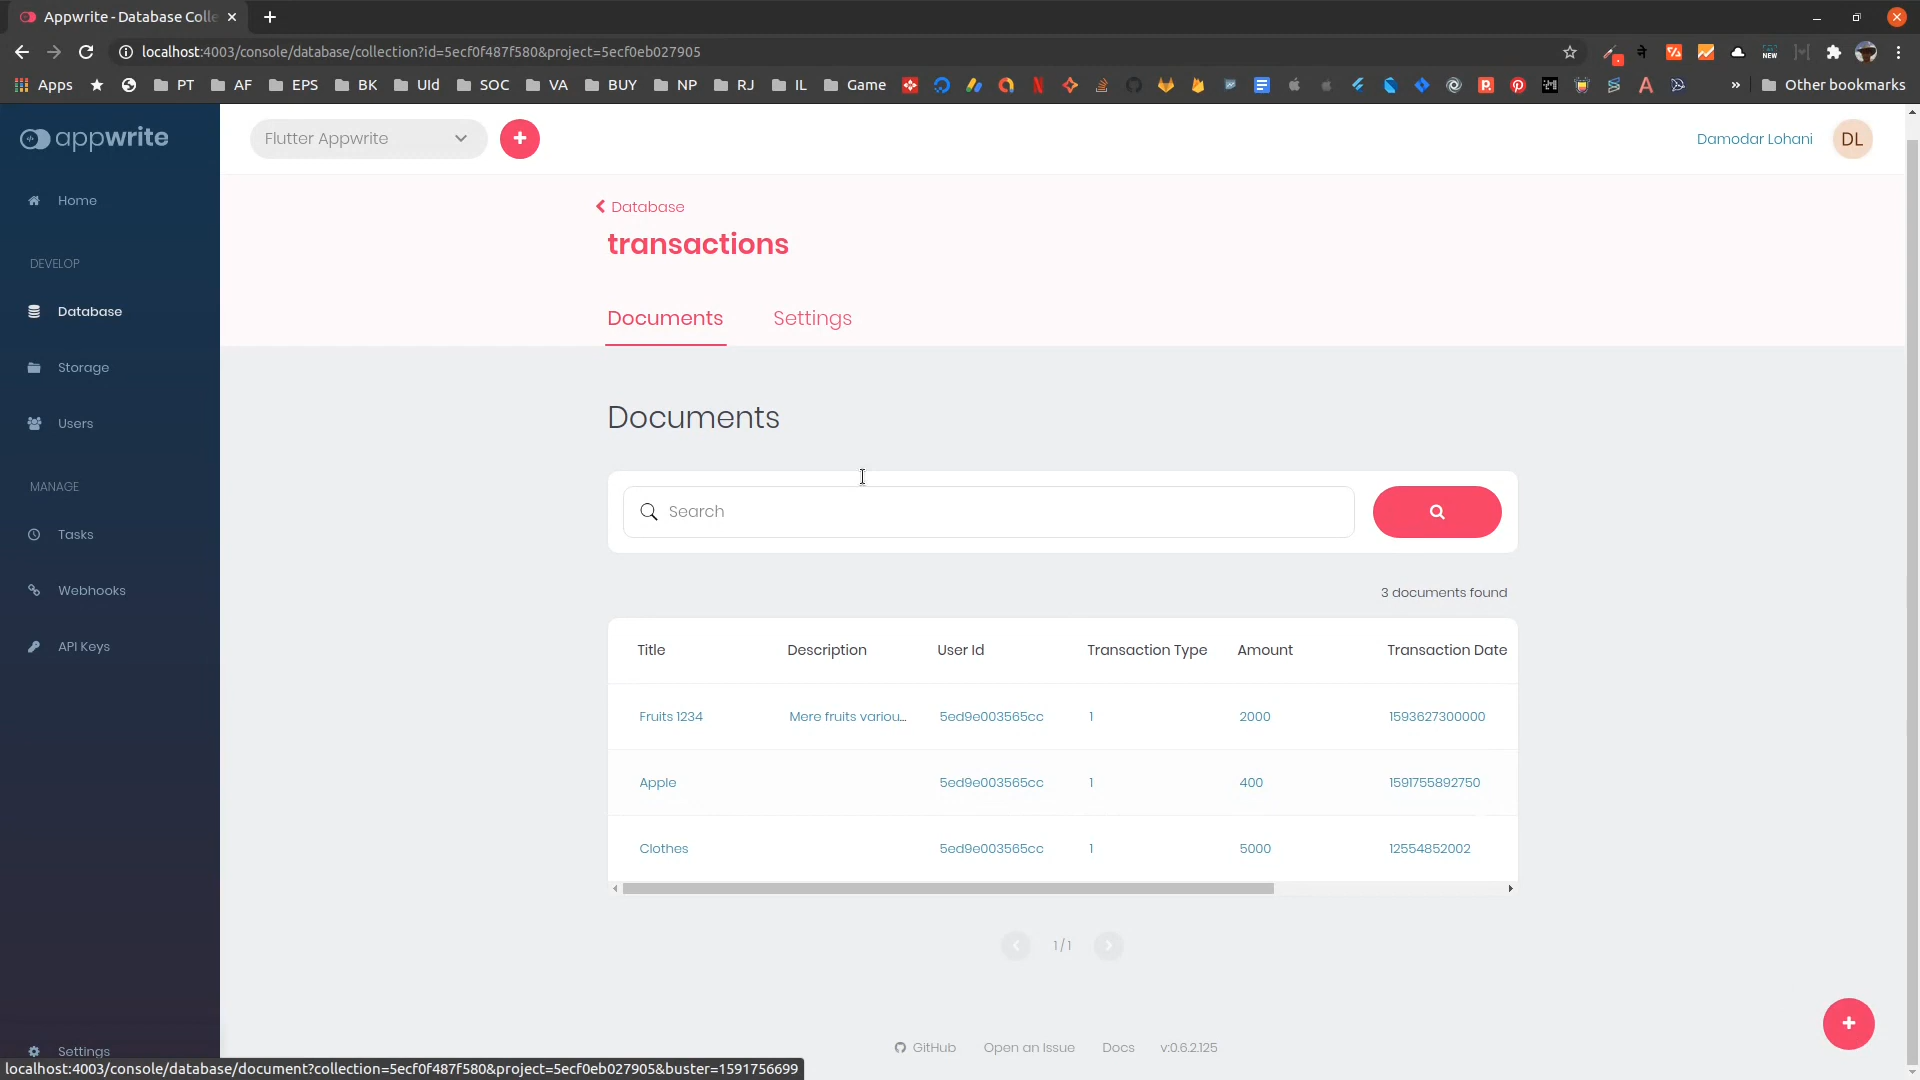 Appwrite - Database Colle
localhost:4003/console/database/collection?id=5ecf0f487f580&project=5ecf0eb027905
Apps PT AF EPS BK UId SOC VA BUY NP RJ IL Game » Other bookmarks
appwrite
Flutter Appwrite
Damodar Lohani DL
Home
DEVELOP
Database
Storage
Users
MANAGE
Tasks
Webhooks
API Keys
Settings
Database
transactions
Documents Settings
Documents
Search
3 documents found
Title Description User Id Transaction Type Amount Transaction Date
Fruits 1234 Mere fruits variou... 5ed9e003565cc 1 2000 1593627300000
Apple 5ed9e003565cc 1 400 1591755892750
Clothes 5ed9e003565cc 1 5000 12554852002
1 / 1
GitHub Open an Issue Docs v:0.6.2.125
localhost:4003/console/database/document?collection=5ecf0f487f580&project=5ecf0eb027905&buster=1591756699